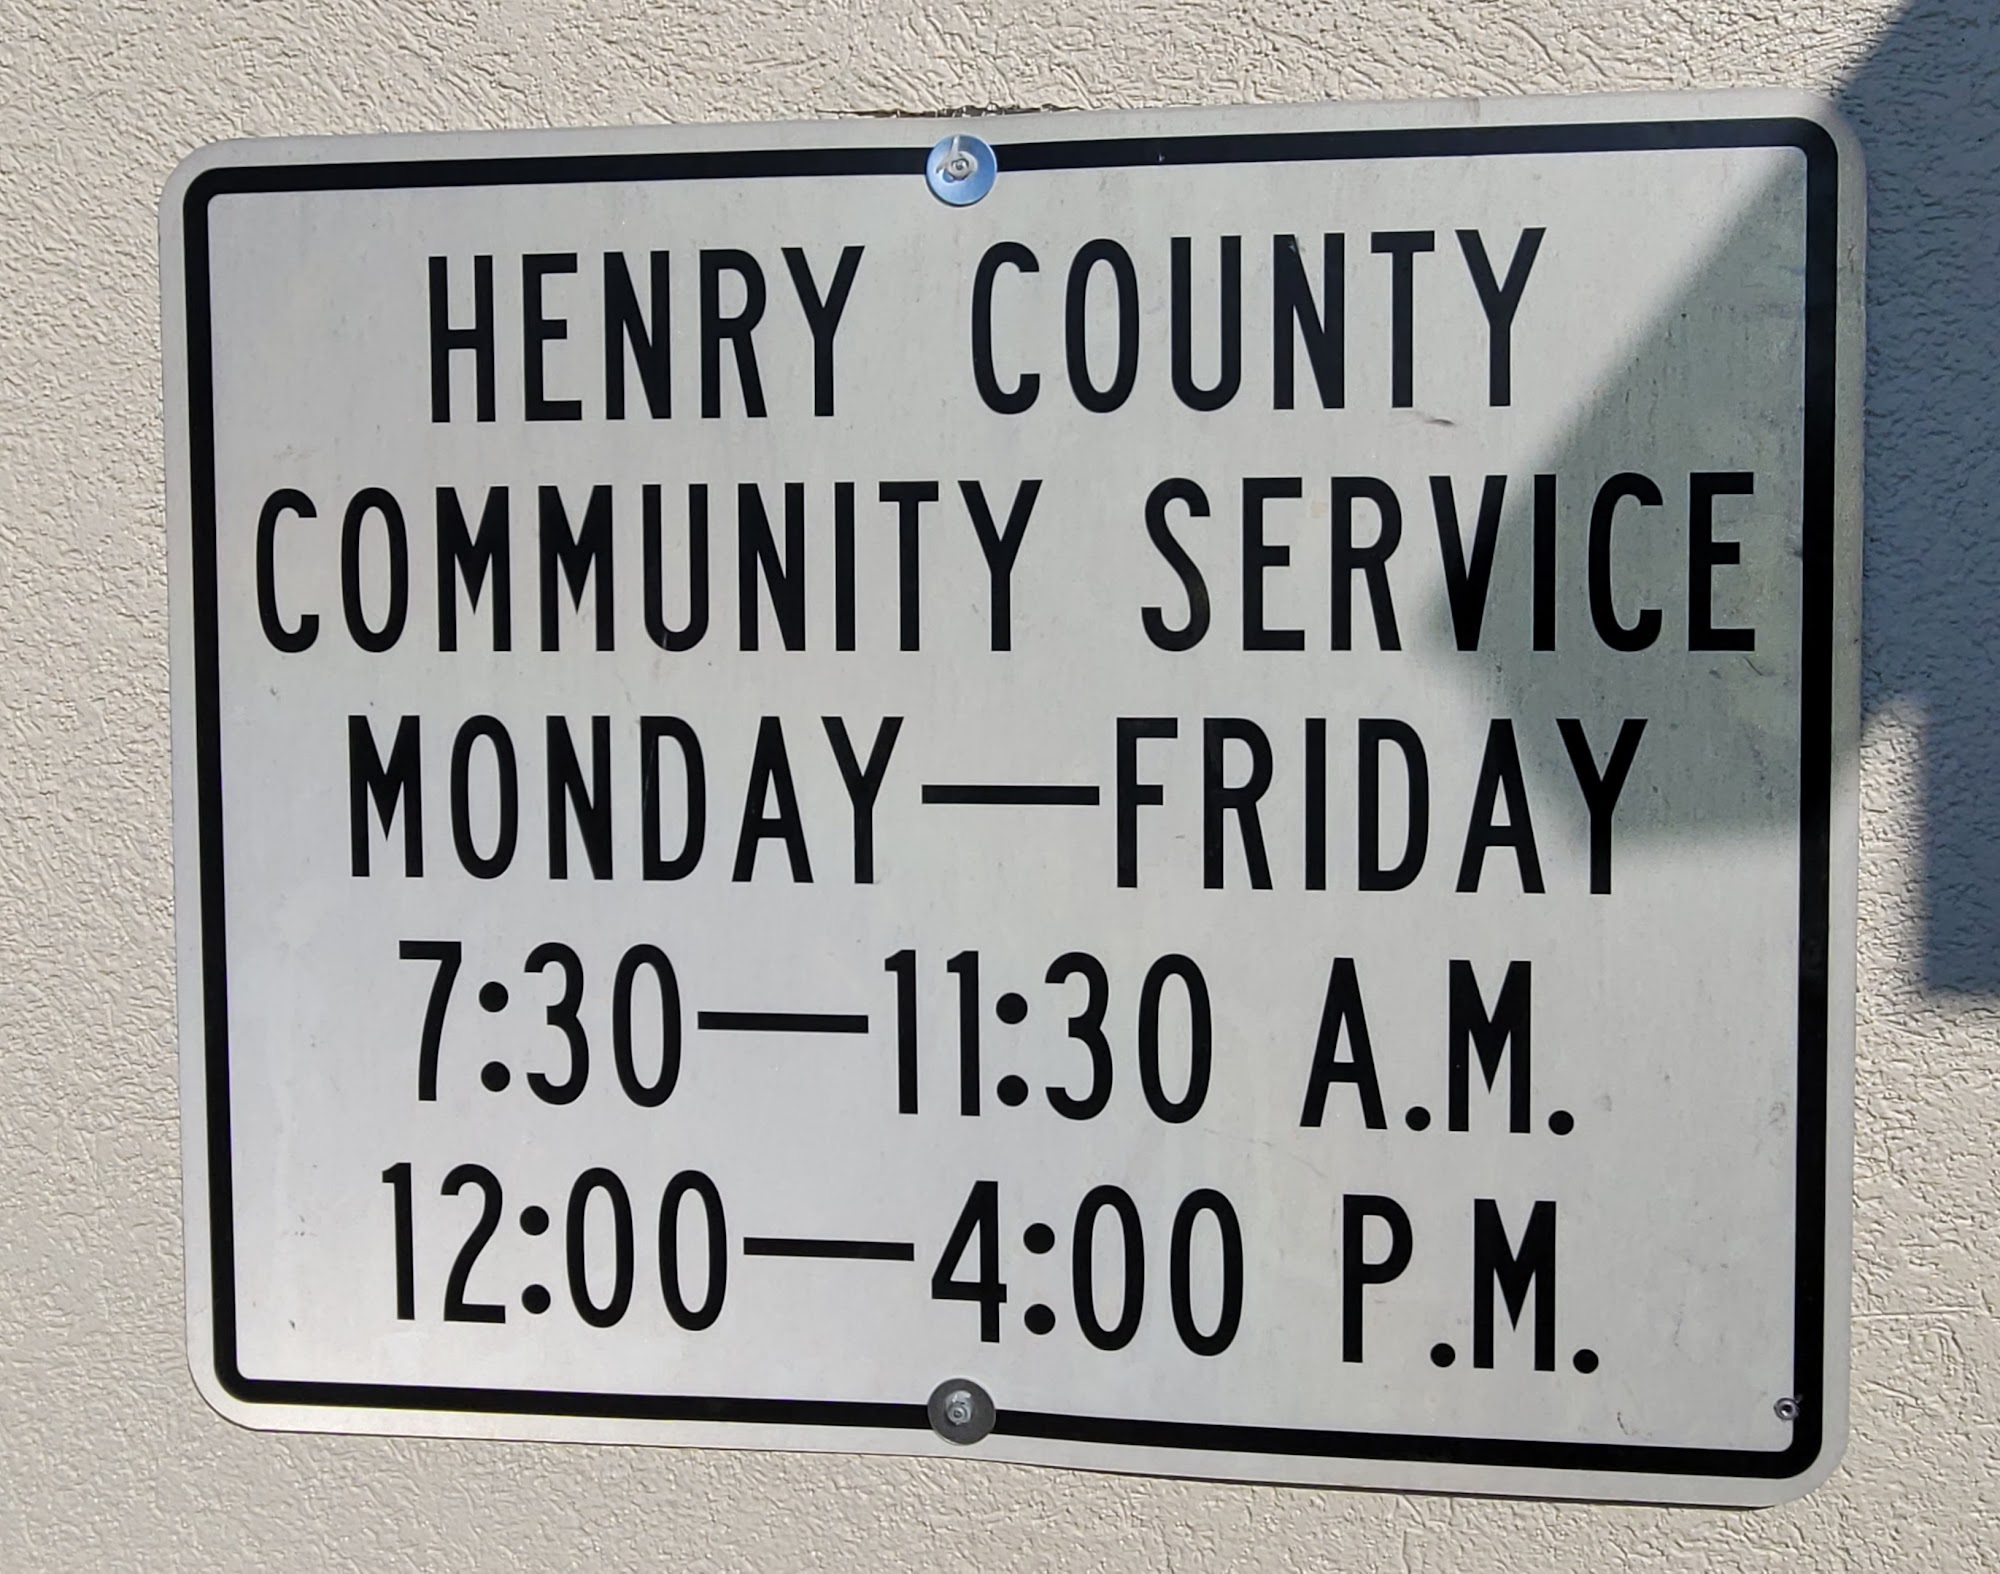 HENRY COUNTY
COMMUNITY SERVICE
MONDAY—FRIDAY
7:30—11:30 A.M.
12:00—4:00 P.M.